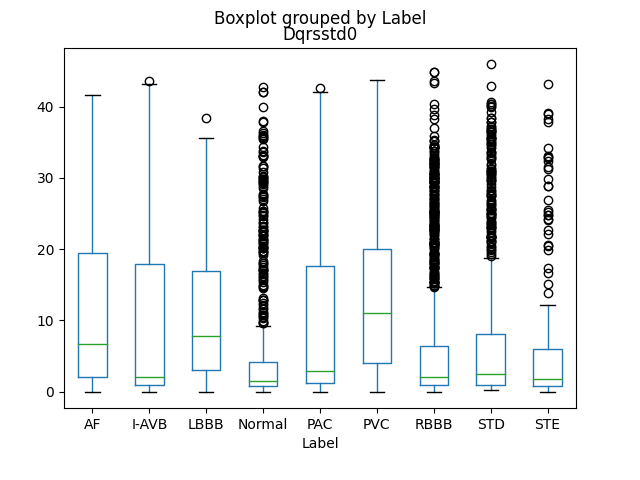 Boxplot grouped by Label
Dqrsstd0
40
30
20
10
0
AF I-AVB LBBB Normal PAC PVC RBBB STD STE
Label